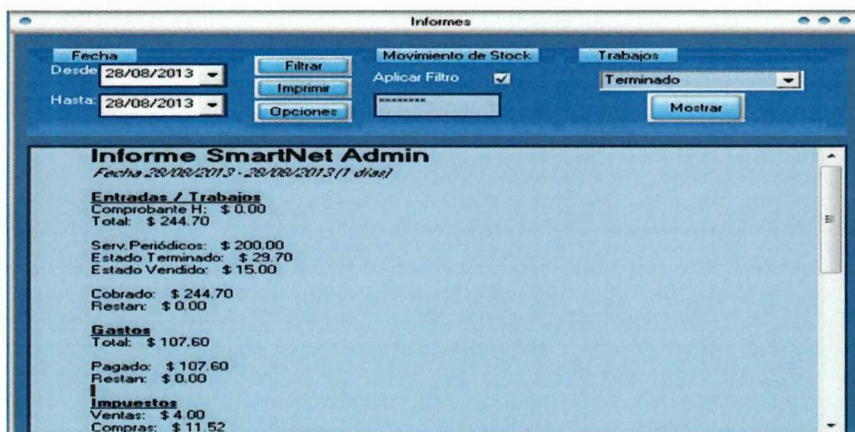 Informes
Fecha
Desde 28/08/2013
Hasta: 28/08/2013
Filtrar
Imprimir
Opciones
Movimiento de Stock
Aplicar Filtro
********
Trabajos
Terminado
Mostrar
Informe SmartNet Admin
Fecha 28/08/2013 - 28/08/2013 (1 días)
Entradas / Trabajos
Comprobante H: $ 0.00
Total: $ 244.70
Serv.Periódicos: $ 200.00
Estado Terminado: $ 29.70
Estado Vendido: $ 15.00
Cobrado: $ 244.70
Restan: $ 0.00
Gastos
Total: $ 107.60
Pagado: $ 107.60
Restan: $ 0.00
Impuestos
Ventas: $ 4.00
Compras: $ 11.52